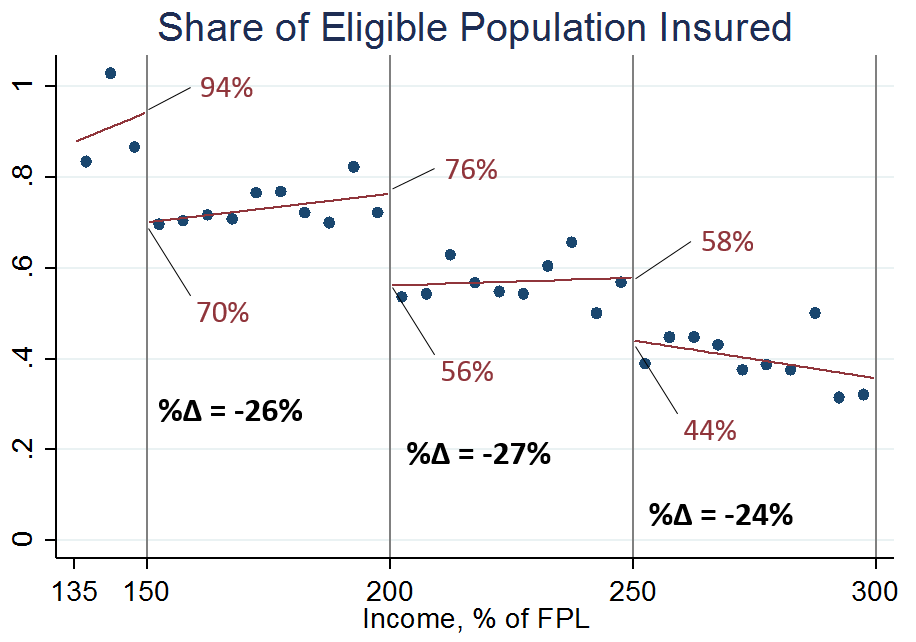 Share of Eligible Population Insured
1
.8
.6
.4
.2
0
94%
76%
70%
58%
56%
44%
%Δ = -26%
%Δ = -27%
%Δ = -24%
135 150 200 250 300
Income, % of FPL